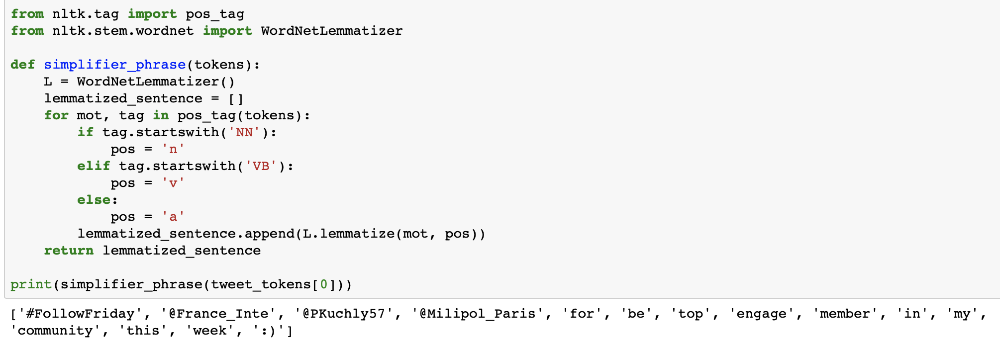 from nltk.tag import pos_tag
from nltk.stem.wordnet import WordNetLemmatizer

def simplifier_phrase(tokens):
    L = WordNetLemmatizer()
    lemmatized_sentence = []
    for mot, tag in pos_tag(tokens):
        if tag.startswith('NN'):
            pos = 'n'
        elif tag.startswith('VB'):
            pos = 'v'
        else:
            pos = 'a'
        lemmatized_sentence.append(L.lemmatize(mot, pos))
    return lemmatized_sentence

print(simplifier_phrase(tweet_tokens[0]))
['#FollowFriday', '@France_Inte', '@PKuchly57', '@Milipol_Paris', 'for', 'be', 'top', 'engage', 'member', 'in', 'my',
'community', 'this', 'week', ':)']